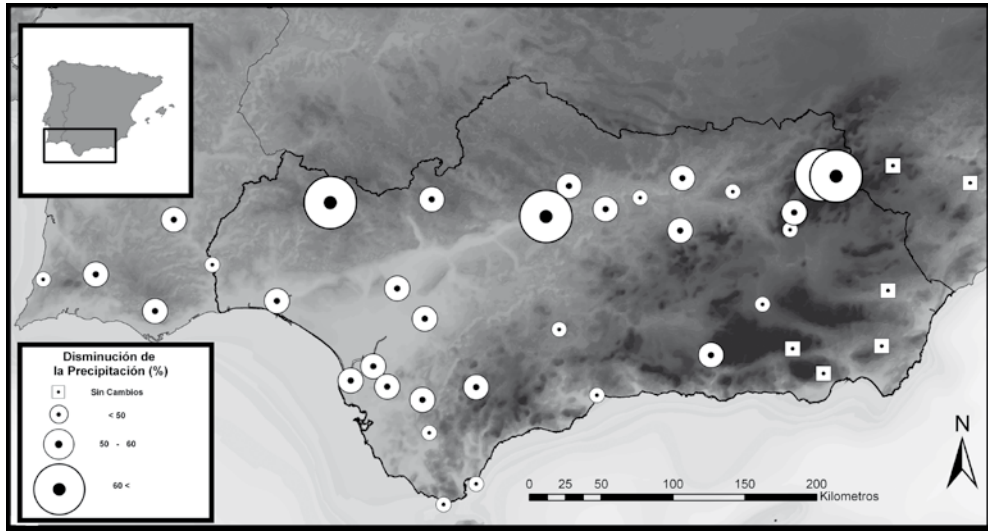 Disminución de
la Precipitación (%)
Sin Cambios
< 50
50 - 60
60 <
N
0 25 50 100 150 200
Kilometros